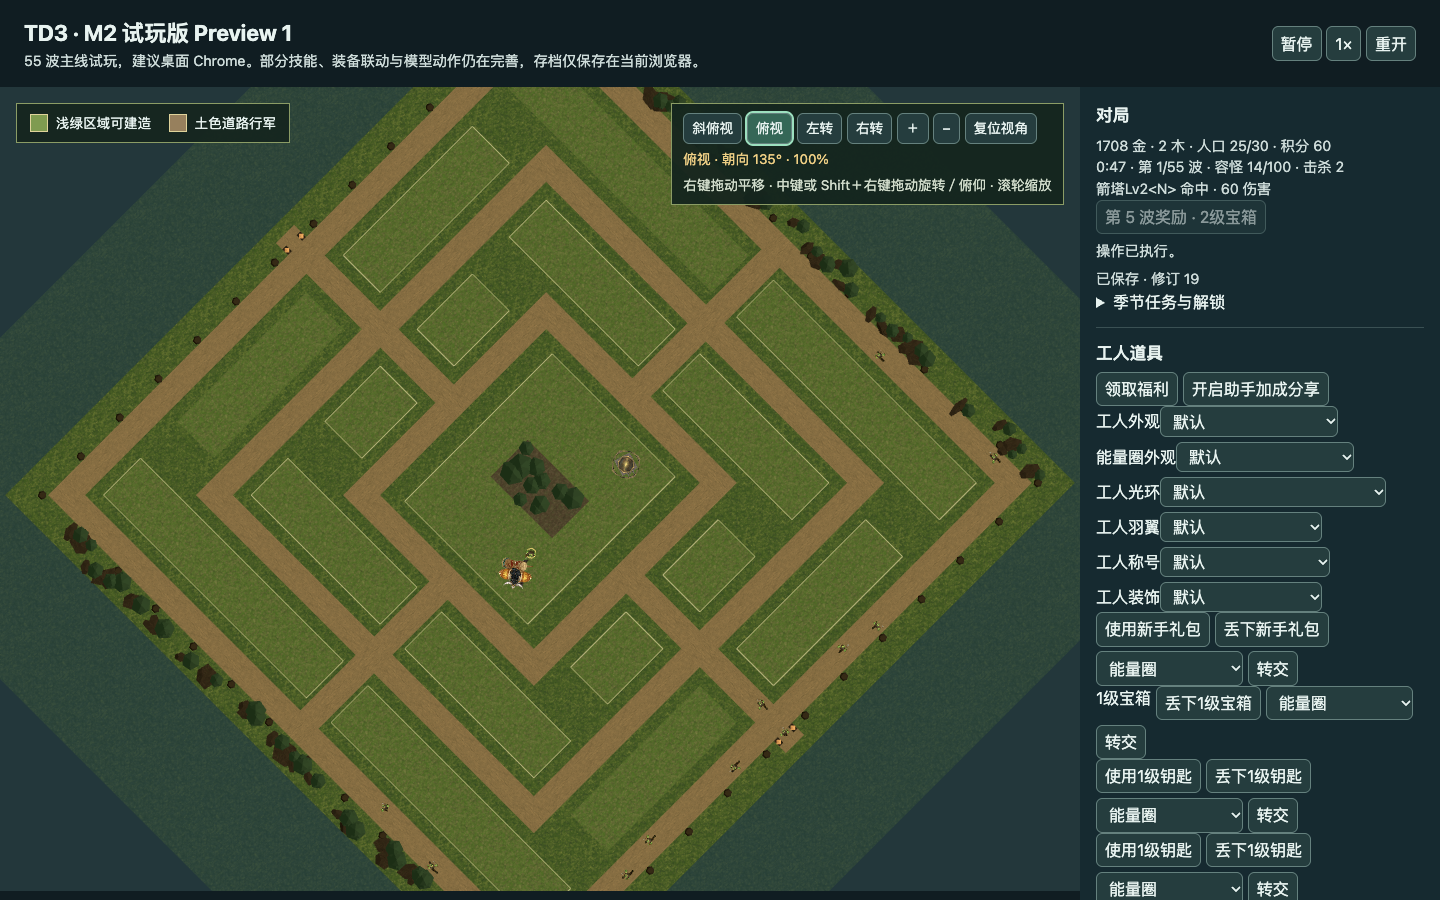 TD3 · M2 试玩版 Preview 1
55 波主线试玩，建议桌面 Chrome。部分技能、装备联动与模型动作仍在完善，存档仅保存在当前浏览器。
暂停 1× 重开
浅绿区域可建造 土色道路行军
斜俯视 俯视 左转 右转 + − 复位视角
俯视 · 朝向 135° · 100%
右键拖动平移 · 中键或 Shift＋右键拖动旋转 / 俯仰 · 滚轮缩放
对局
1708 金 · 2 木 · 人口 25/30 · 积分 60
0:47 · 第 1/55 波 · 容怪 14/100 · 击杀 2
箭塔Lv2<N> 命中 · 60 伤害
第 5 波奖励 · 2级宝箱
操作已执行。
已保存 · 修订 19
▶ 季节任务与解锁
工人道具
领取福利 开启助手加成分享
工人外观 默认
能量圈外观 默认
工人光环 默认
工人羽翼 默认
工人称号 默认
工人装饰 默认
使用新手礼包 丢下新手礼包
能量圈 转交
1级宝箱 丢下1级宝箱 能量圈
转交
使用1级钥匙 丢下1级钥匙
能量圈 转交
使用1级钥匙 丢下1级钥匙
能量圈 转交